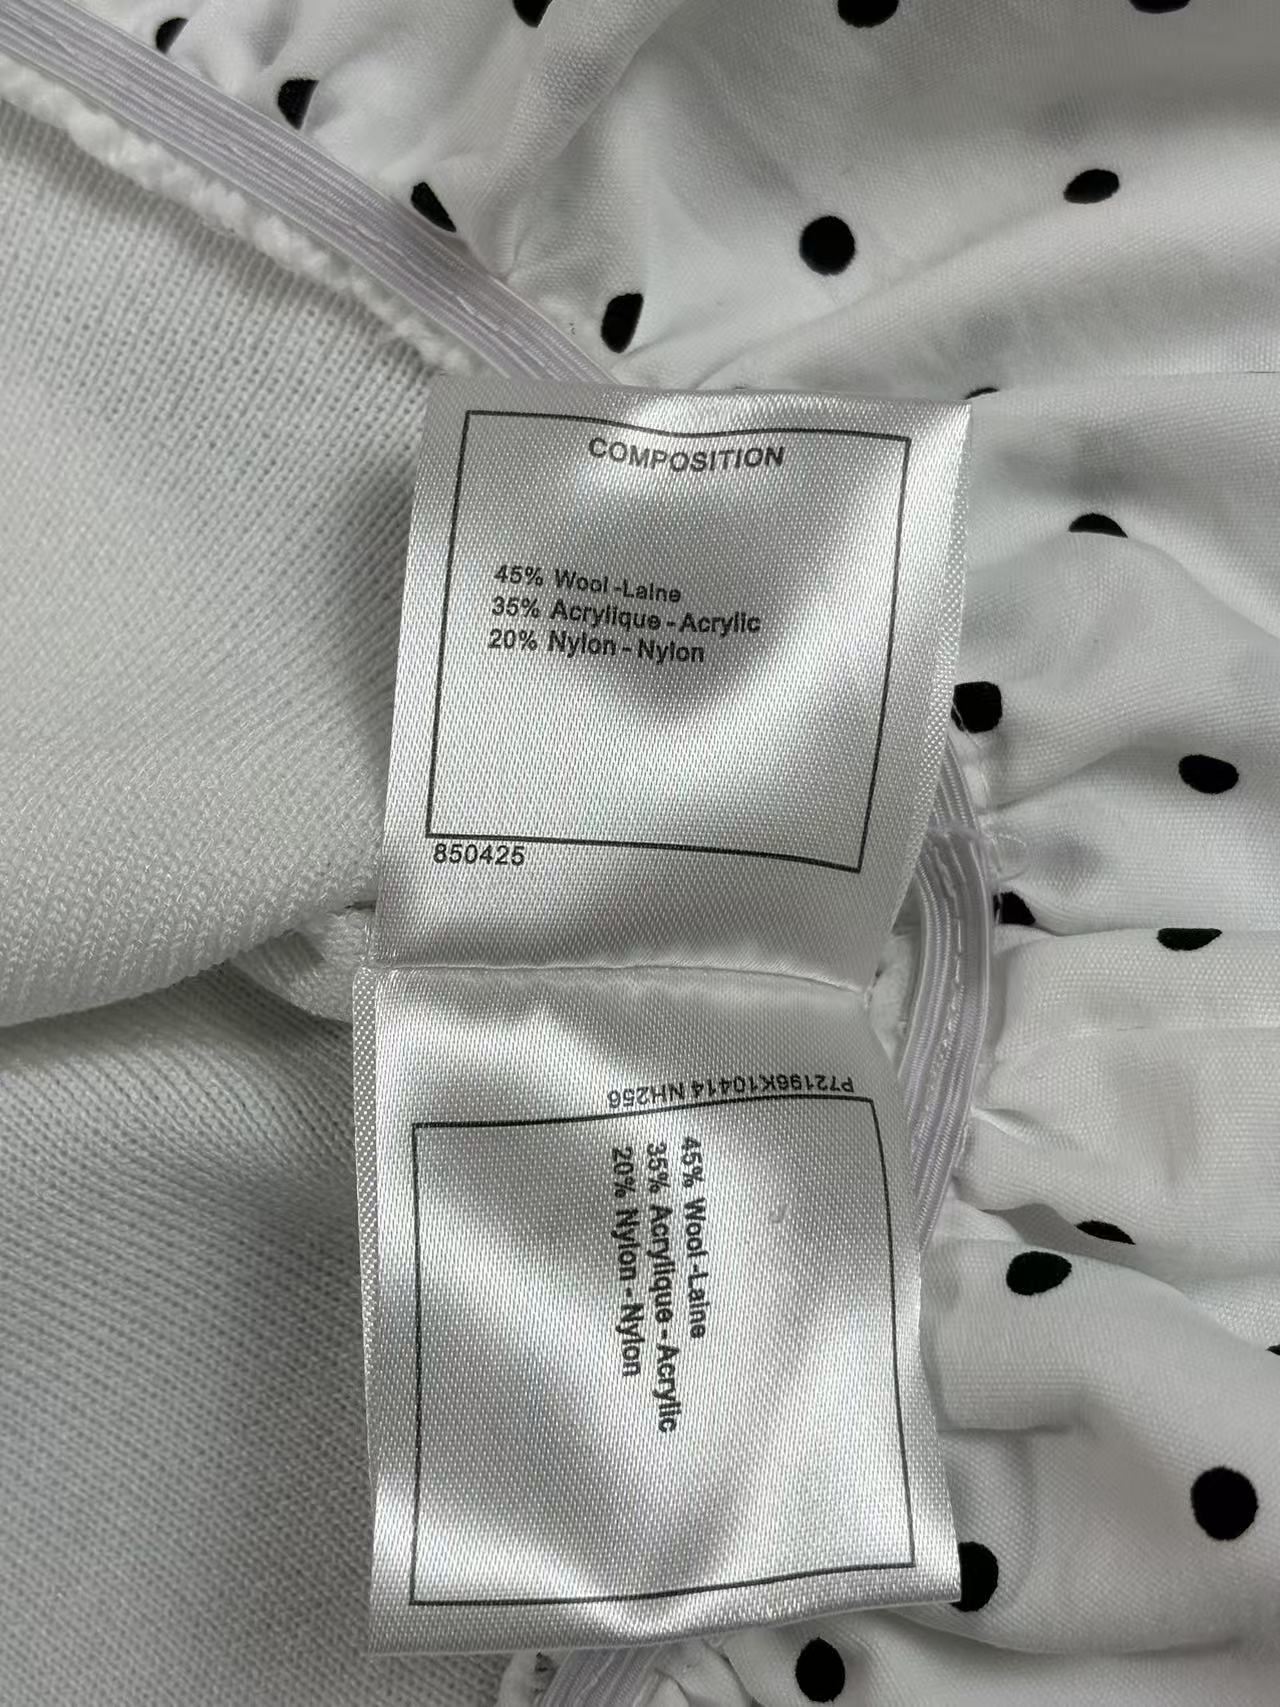 COMPOSITION
45% Wool-Laine
35% Acrylique-Acrylic
20% Nylon-Nylon
850425
P72196K10414 NH256
45% Wool-Laine
35% Acrylique-Acrylic
20% Nylon-Nylon